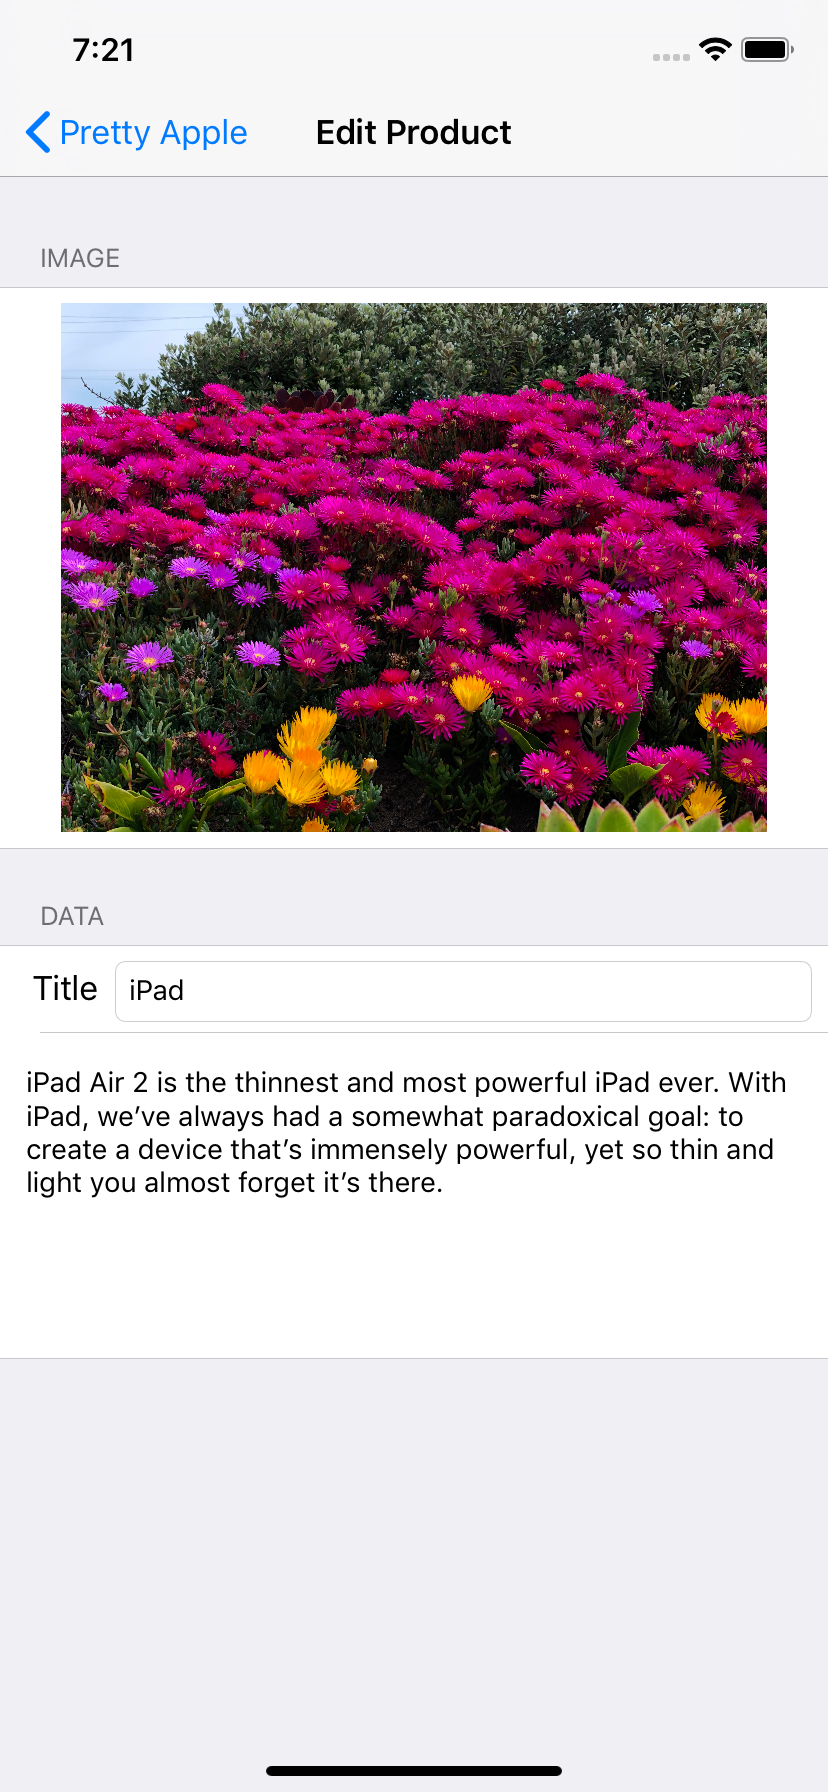 7:21
Pretty Apple
Edit Product
IMAGE
DATA
Title
iPad
iPad Air 2 is the thinnest and most powerful iPad ever. With
iPad, we’ve always had a somewhat paradoxical goal: to
create a device that’s immensely powerful, yet so thin and
light you almost forget it’s there.